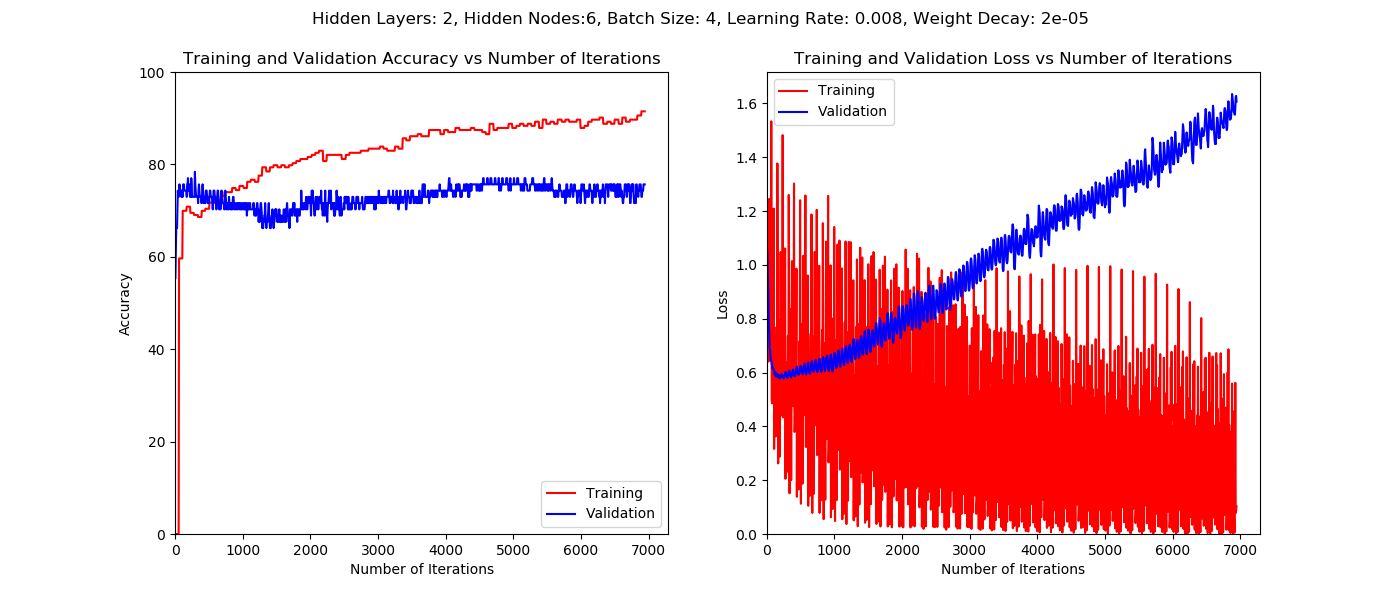 Hidden Layers: 2, Hidden Nodes:6, Batch Size: 4, Learning Rate: 0.008, Weight Decay: 2e-05
Training and Validation Accuracy vs Number of Iterations
100
80
60
40
20
0
Accuracy
Training
Validation
0 1000 2000 3000 4000 5000 6000 7000
Number of Iterations
Training and Validation Loss vs Number of Iterations
Training
Validation
1.6
1.4
1.2
1.0
0.8
0.6
0.4
0.2
0.0
Loss
0 1000 2000 3000 4000 5000 6000 7000
Number of Iterations